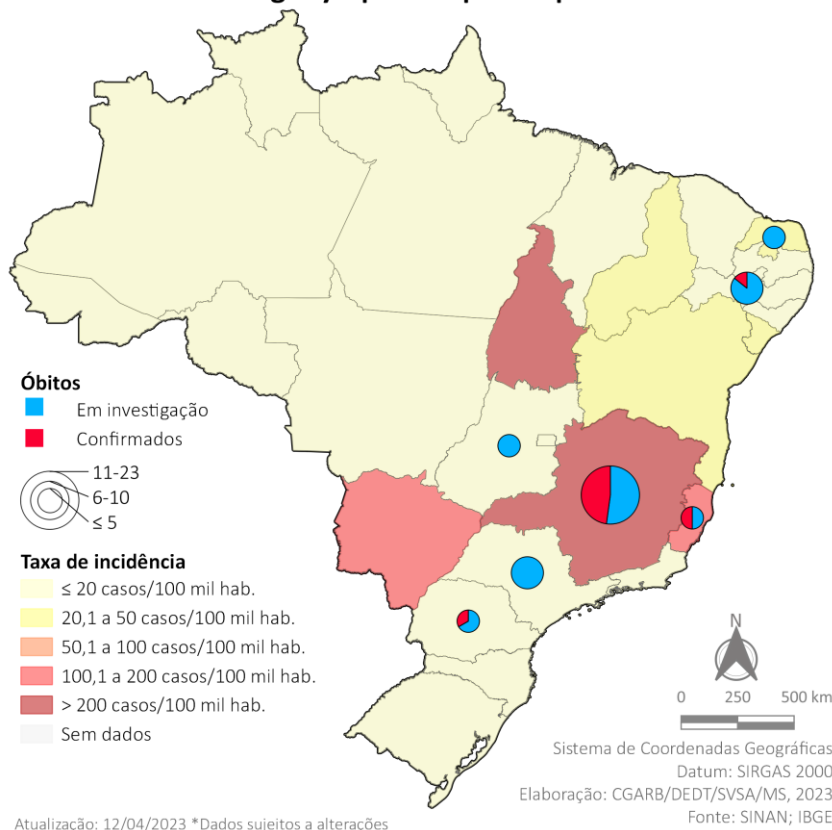 Óbitos
Em investigação
Confirmados
11-23
6-10
≤ 5
Taxa de incidência
≤ 20 casos/100 mil hab.
20,1 a 50 casos/100 mil hab.
50,1 a 100 casos/100 mil hab.
100,1 a 200 casos/100 mil hab.
> 200 casos/100 mil hab.
Sem dados
N
0 250 500 km
Sistema de Coordenadas Geográficas
Datum: SIRGAS 2000
Elaboração: CGARB/DEDT/SVSA/MS, 2023
Fonte: SINAN; IBGE
Atualização: 12/04/2023 *Dados sujeitos a alterações